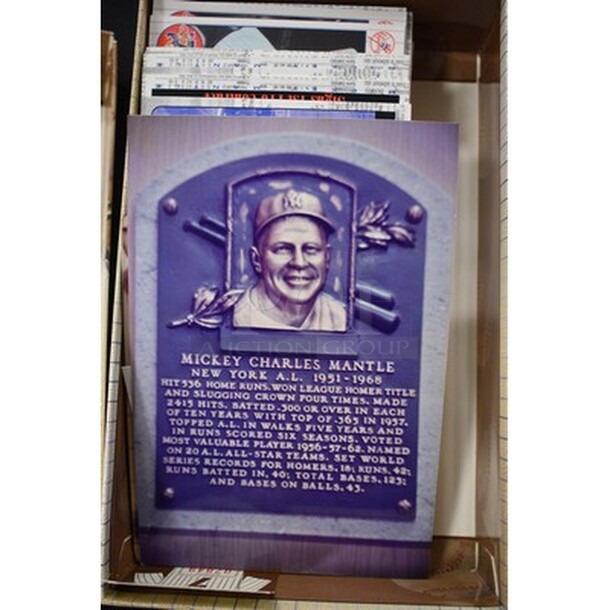 MICKEY CHARLES MANTLE
NEW YORK A.L. 1951-1968
HIT 536 HOME RUNS. WON LEAGUE HOMER TITLE
AND SLUGGING CROWN FOUR TIMES. MADE
2415 HITS. BATTED .300 OR OVER IN EACH
OF TEN YEARS WITH TOP OF .365 IN 1957.
TOPPED A.L. IN WALKS FIVE YEARS AND
IN RUNS SCORED SIX SEASONS. VOTED
MOST VALUABLE PLAYER 1956-57-62. NAMED
ON 20 A.L. ALL-STAR TEAMS. SET WORLD
SERIES RECORDS FOR HOMERS, 18; RUNS, 42;
RUNS BATTED IN, 40; TOTAL BASES, 123;
AND BASES ON BALLS, 43.
AUCTION GROUP